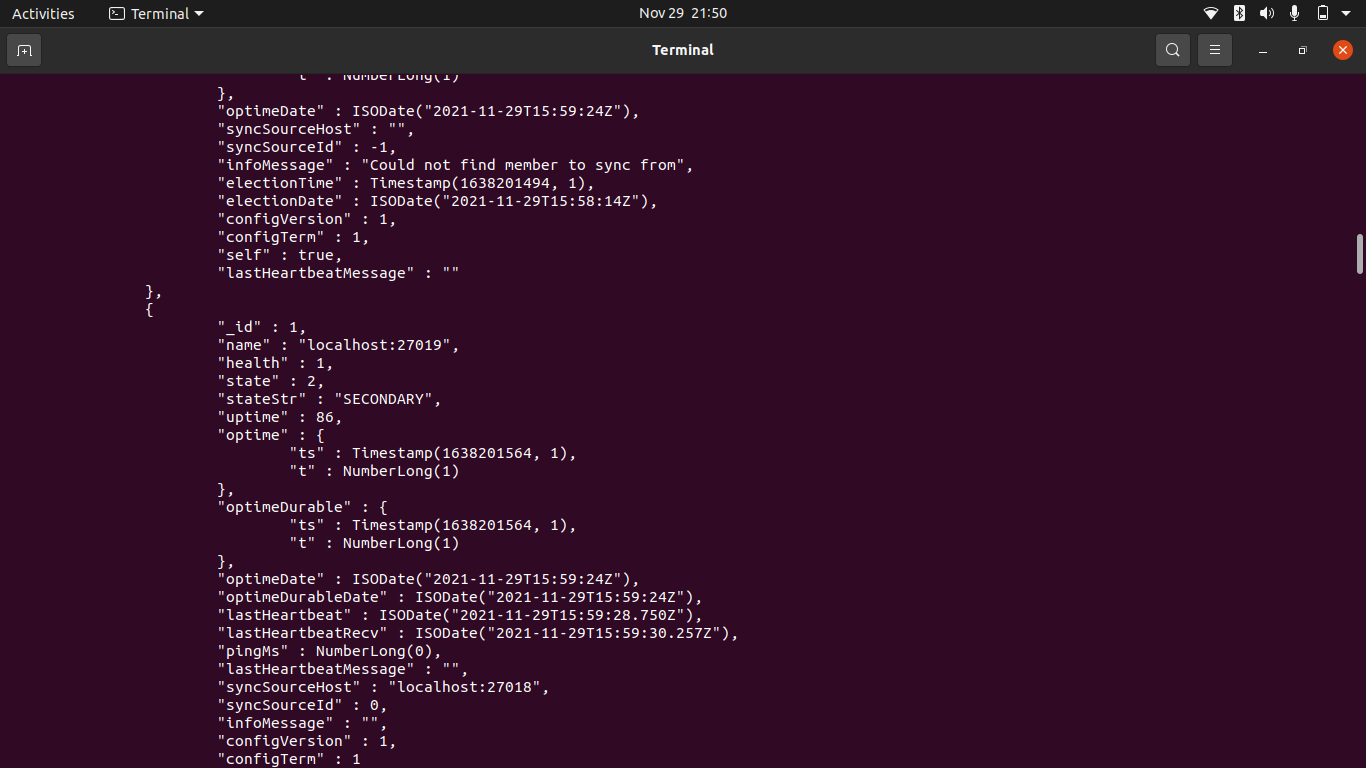 Activities
Terminal
Nov 29 21:50
Terminal
"t" : NumberLong(1)
},
"optimeDate" : ISODate("2021-11-29T15:59:24Z"),
"syncSourceHost" : "",
"syncSourceId" : -1,
"infoMessage" : "Could not find member to sync from",
"electionTime" : Timestamp(1638201494, 1),
"electionDate" : ISODate("2021-11-29T15:58:14Z"),
"configVersion" : 1,
"configTerm" : 1,
"self" : true,
"lastHeartbeatMessage" : ""
},
{
"_id" : 1,
"name" : "localhost:27019",
"health" : 1,
"state" : 2,
"stateStr" : "SECONDARY",
"uptime" : 86,
"optime" : {
"ts" : Timestamp(1638201564, 1),
"t" : NumberLong(1)
},
"optimeDurable" : {
"ts" : Timestamp(1638201564, 1),
"t" : NumberLong(1)
},
"optimeDate" : ISODate("2021-11-29T15:59:24Z"),
"optimeDurableDate" : ISODate("2021-11-29T15:59:24Z"),
"lastHeartbeat" : ISODate("2021-11-29T15:59:28.750Z"),
"lastHeartbeatRecv" : ISODate("2021-11-29T15:59:30.257Z"),
"pingMs" : NumberLong(0),
"lastHeartbeatMessage" : "",
"syncSourceHost" : "localhost:27018",
"syncSourceId" : 0,
"infoMessage" : "",
"configVersion" : 1,
"configTerm" : 1